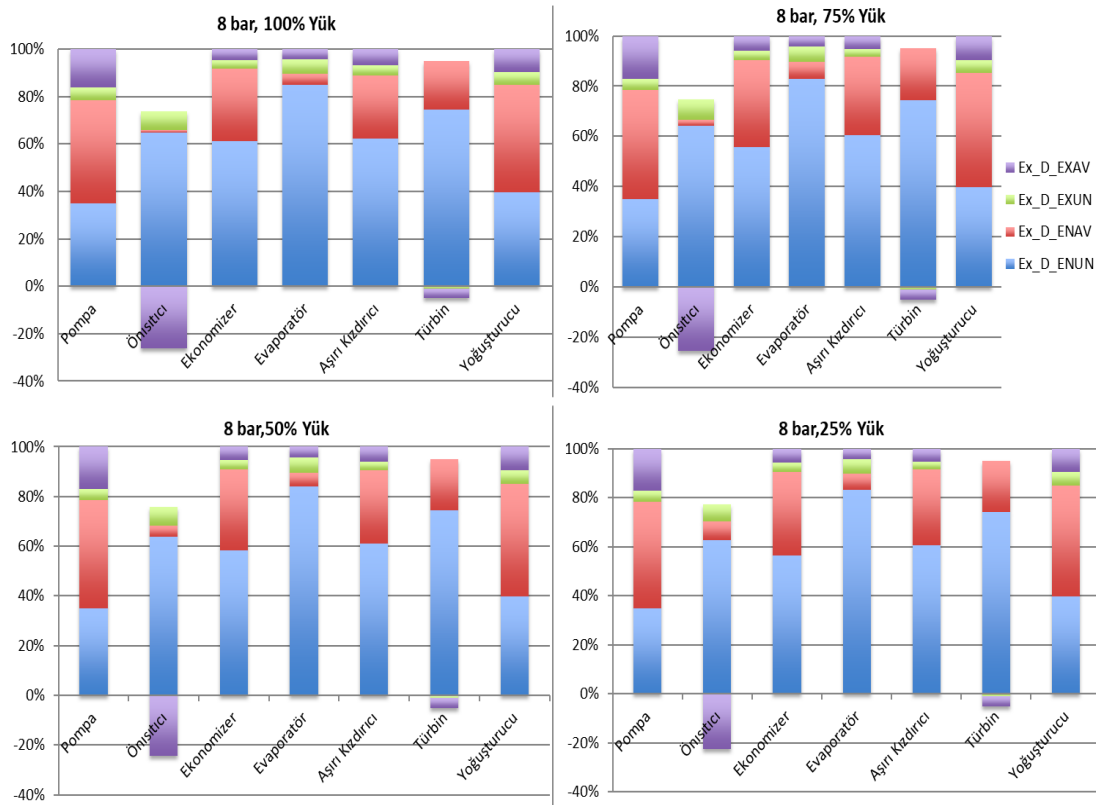 8 bar, 100% Yük
100%
80%
60%
40%
20%
0%
-20%
-40%
Pompa
Önısıtıcı
Ekonomizer
Evaporatör
Aşırı Kızdırıcı
Türbin
Yoğuşturucu
8 bar, 75% Yük
100%
80%
60%
40%
20%
0%
-20%
-40%
Pompa
Önısıtıcı
Ekonomizer
Evaporatör
Aşırı Kızdırıcı
Türbin
Yoğuşturucu
Ex_D_EXAV
Ex_D_EXUN
Ex_D_ENAV
Ex_D_ENUN
8 bar,50% Yük
100%
80%
60%
40%
20%
0%
-20%
-40%
Pompa
Önısıtıcı
Ekonomizer
Evaporatör
Aşırı Kızdırıcı
Türbin
Yoğuşturucu
8 bar,25% Yük
100%
80%
60%
40%
20%
0%
-20%
-40%
Pompa
Önısıtıcı
Ekonomizer
Evaporatör
Aşırı Kızdırıcı
Türbin
Yoğuşturucu